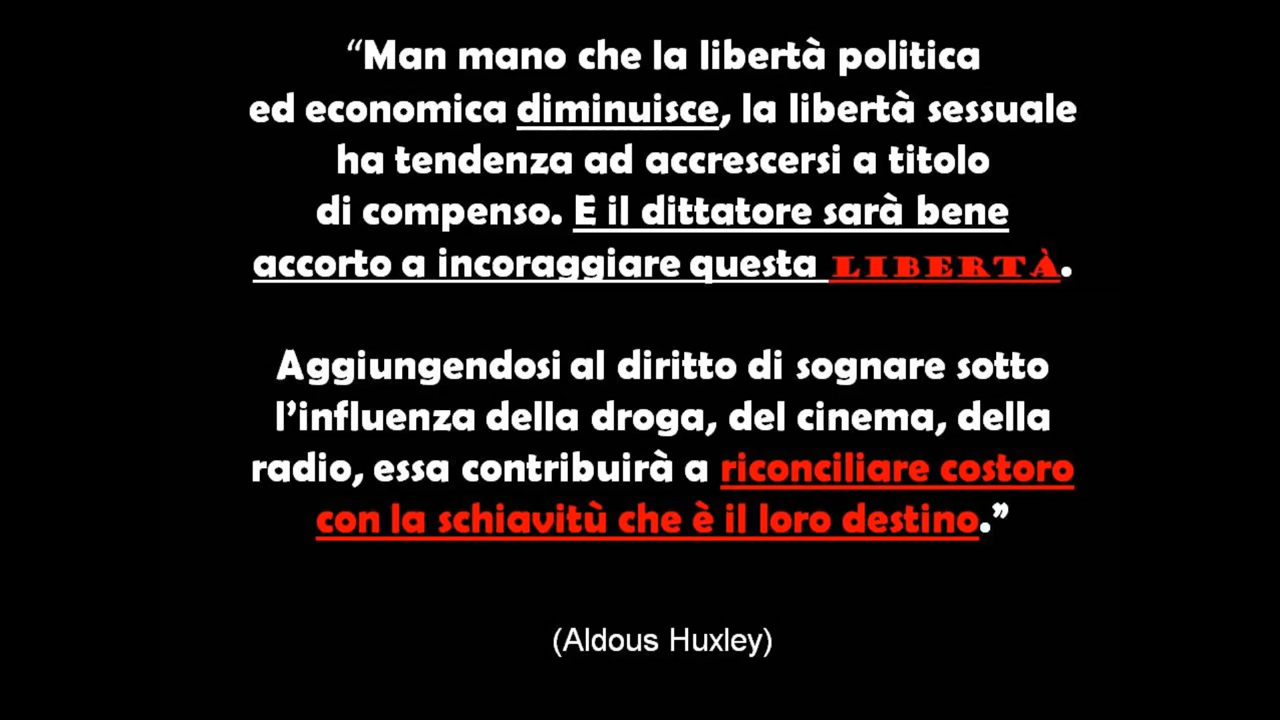 “Man mano che la libertà politica
ed economica diminuisce, la libertà sessuale
ha tendenza ad accrescersi a titolo
di compenso. E il dittatore sarà bene
accorto a incoraggiare questa LIBERTÀ.
Aggiungendosi al diritto di sognare sotto
l’influenza della droga, del cinema, della
radio, essa contribuirà a riconciliare costoro
con la schiavitù che è il loro destino.”
(Aldous Huxley)